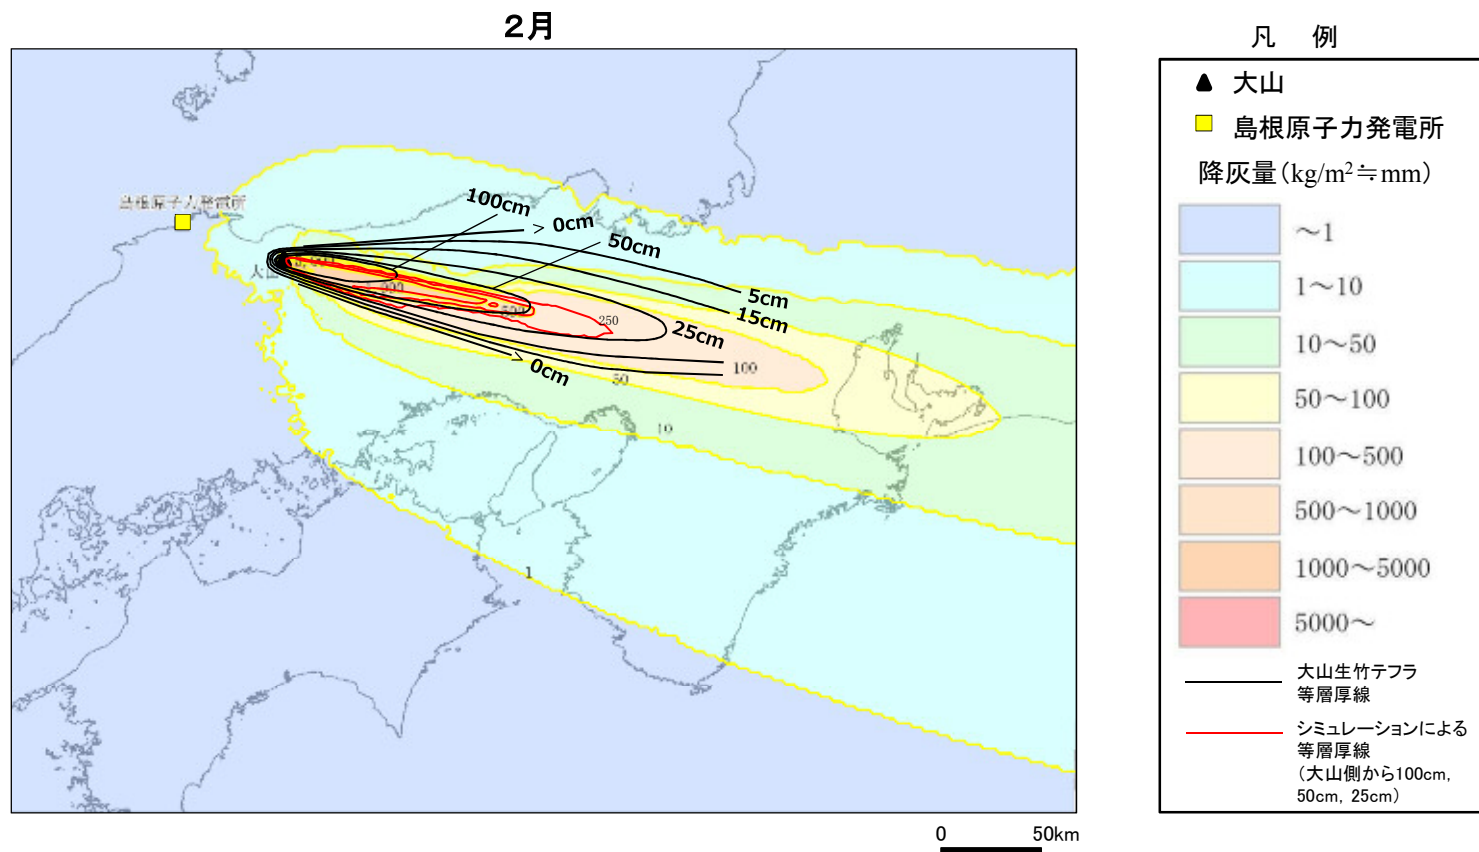 2月
島根原子力発電所
100cm
> 0cm
50cm
大山
5cm
15cm
250
25cm
> 0cm
100
50
10
1
0 50km
凡 例
大山
島根原子力発電所
降灰量(kg/m²≒mm)
～1
1～10
10～50
50～100
100～500
500～1000
1000～5000
5000～
大山生竹テフラ
等層厚線
シミュレーションによる
等層厚線
(大山側から100cm,
50cm, 25cm)